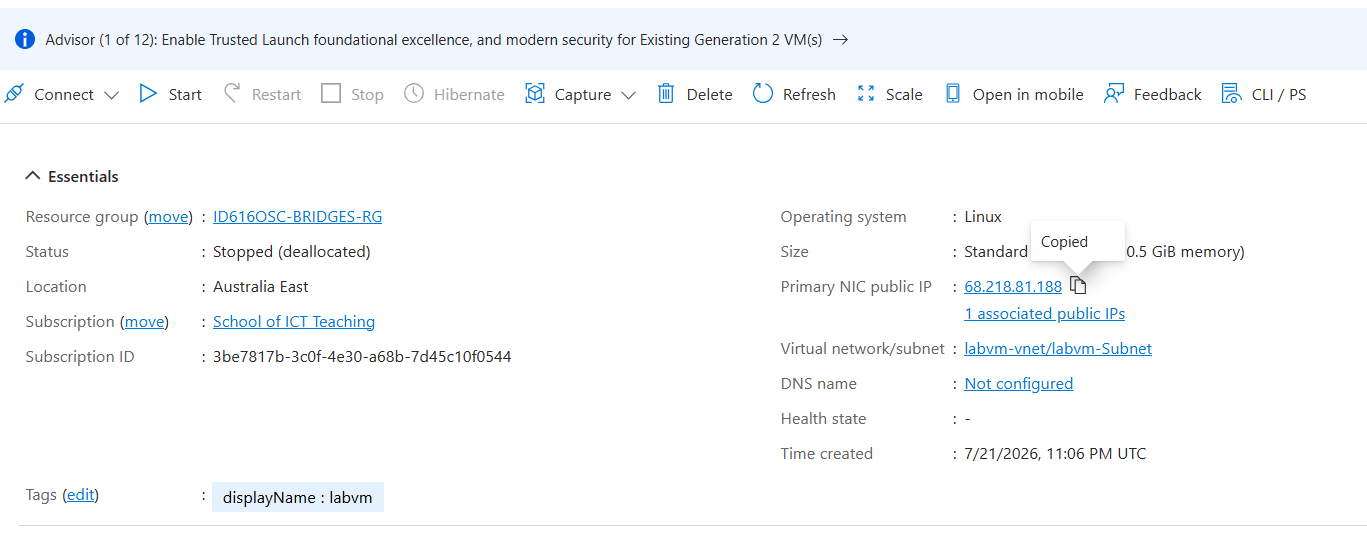 Advisor (1 of 12): Enable Trusted Launch foundational excellence, and modern security for Existing Generation 2 VM(s) →
Connect Start Restart Stop Hibernate Capture Delete Refresh Scale Open in mobile Feedback CLI / PS
Essentials
Resource group (move) : ID616OSC-BRIDGES-RG
Status : Stopped (deallocated)
Location : Australia East
Subscription (move) : School of ICT Teaching
Subscription ID : 3be7817b-3c0f-4e30-a68b-7d45c10f0544
Operating system : Linux
Copied
Size : Standard 0.5 GiB memory)
Primary NIC public IP : 68.218.81.188
1 associated public IPs
Virtual network/subnet : labvm-vnet/labvm-Subnet
DNS name : Not configured
Health state : -
Time created : 7/21/2026, 11:06 PM UTC
Tags (edit) : displayName : labvm